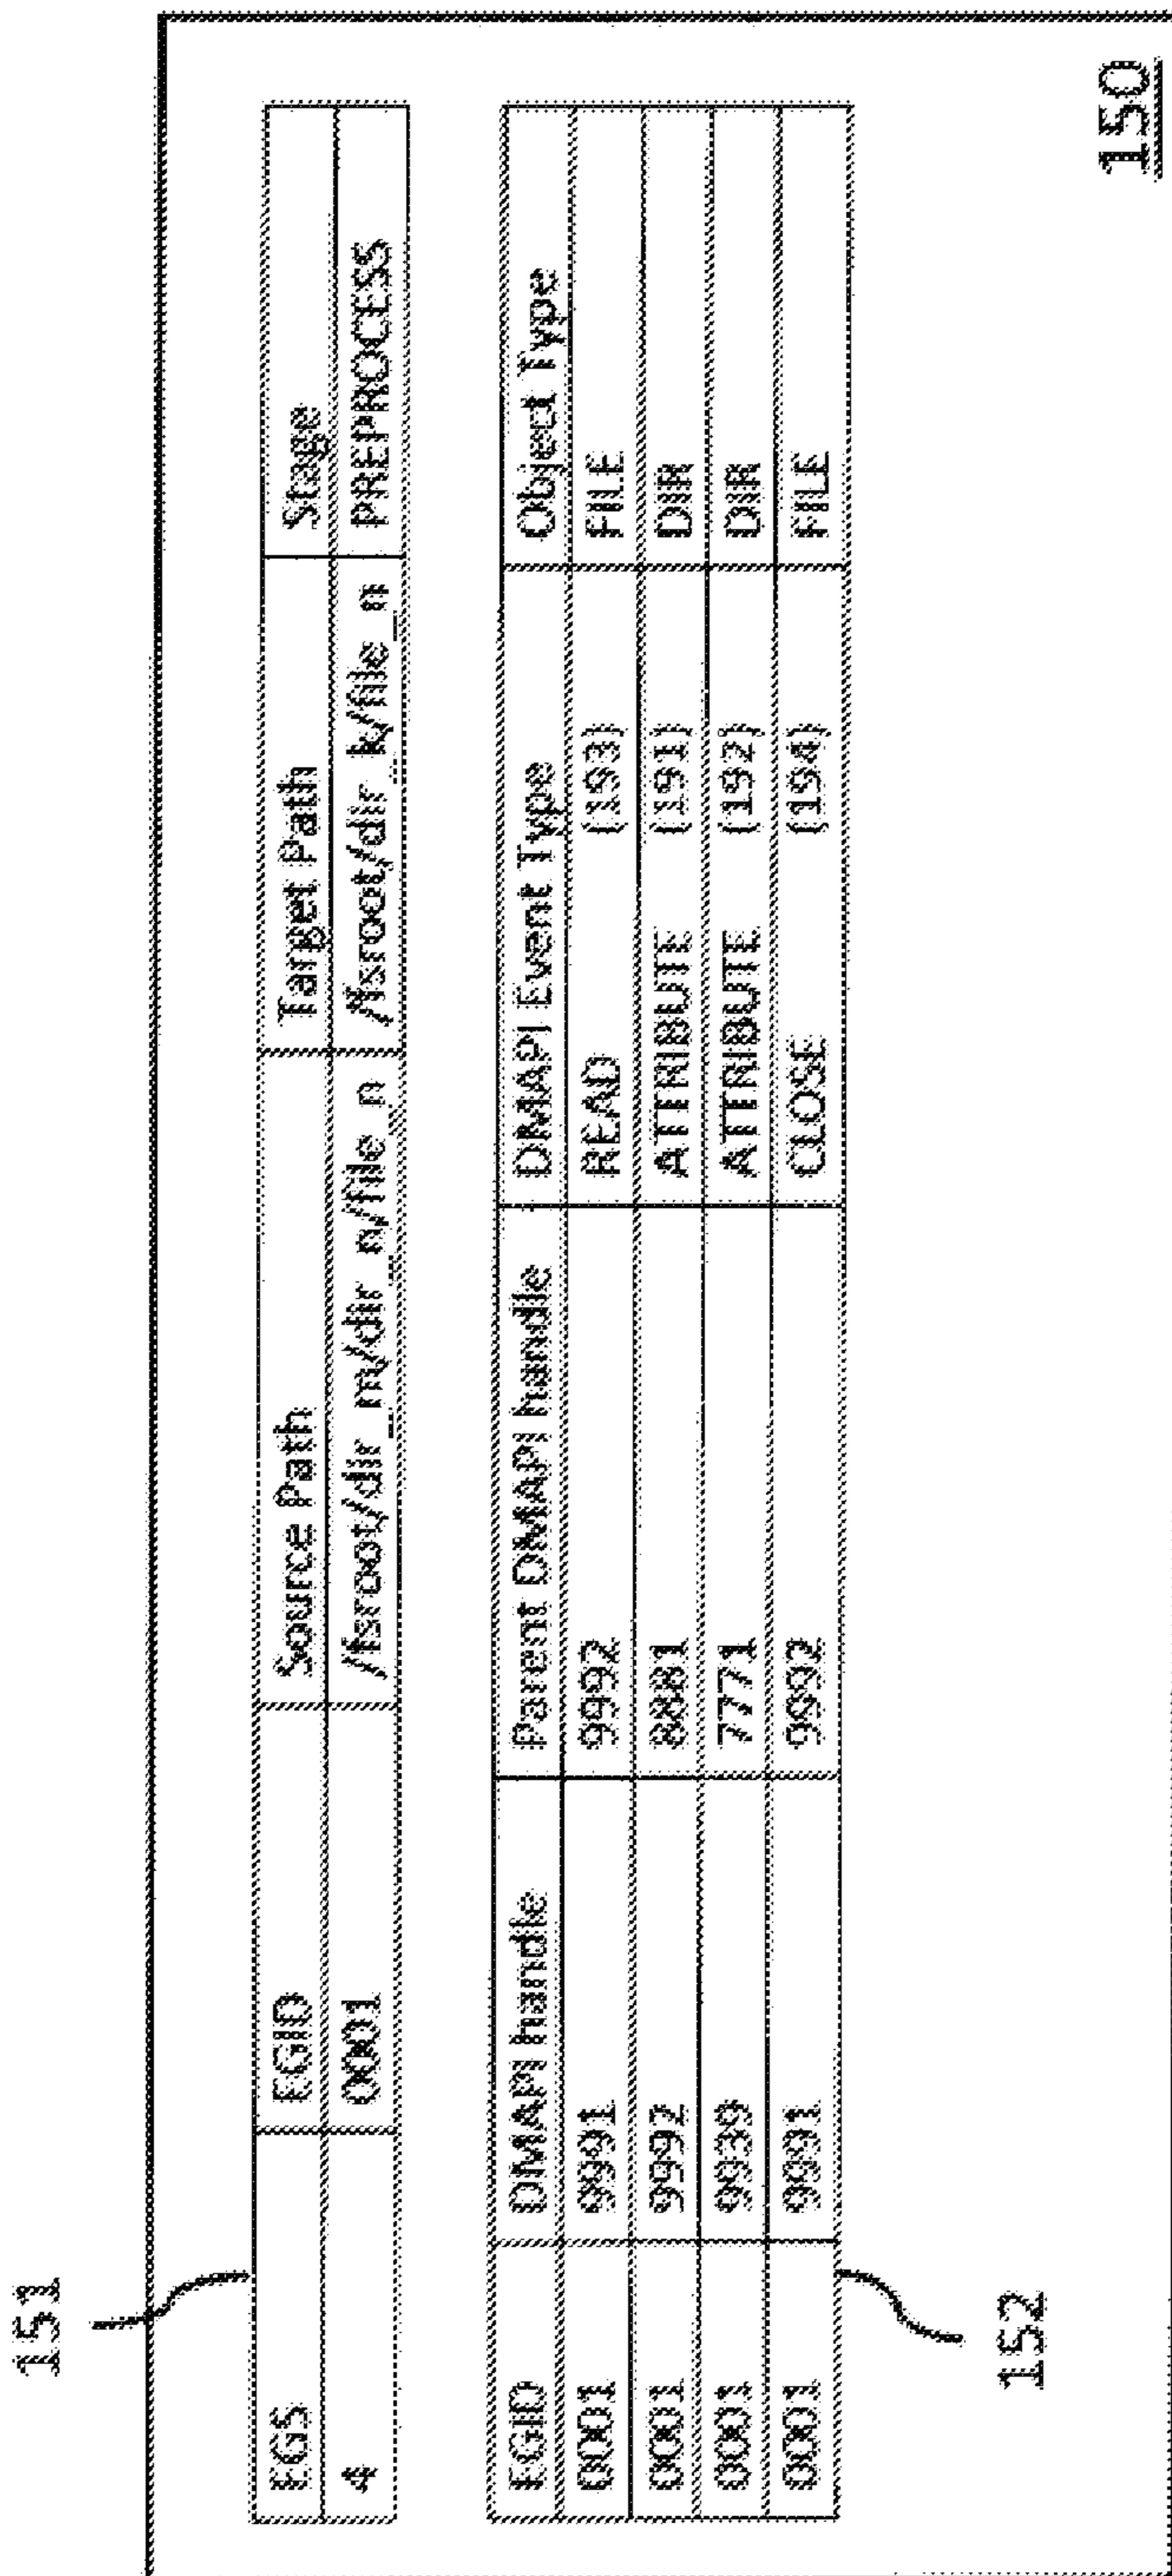 151
EGS EGID Source Path Target Path Stage
4 0001 /fsroot/dir_m/dir_n/file_n /fsroot/dir_k/file_n PREPROCESS
EGID DMAPI handle Parent DMAPI handle DMAPI Event Type Object Type
0001 9991 9992 READ (193) FILE
0001 9992 8881 ATTRIBUTE (191) DIR
0001 9939 7771 ATTRIBUTE (192) DIR
0001 9991 9992 CLOSE (194) FILE
152
150